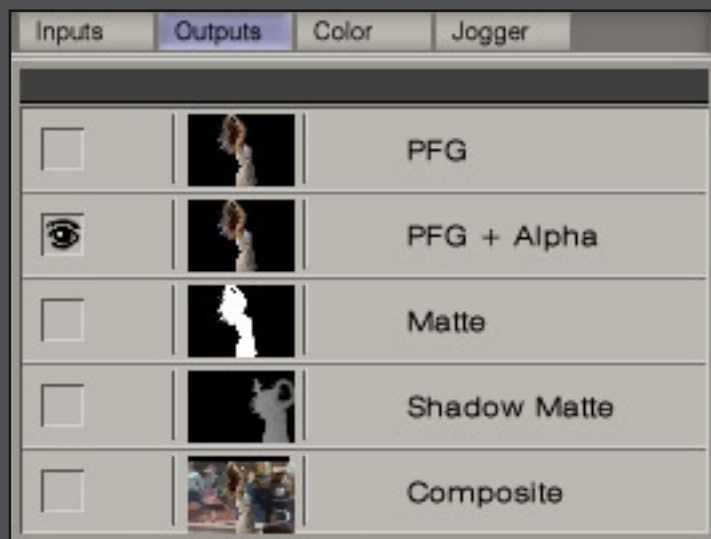 Inputs Outputs Color Jogger
PFG
PFG + Alpha
Matte
Shadow Matte
Composite